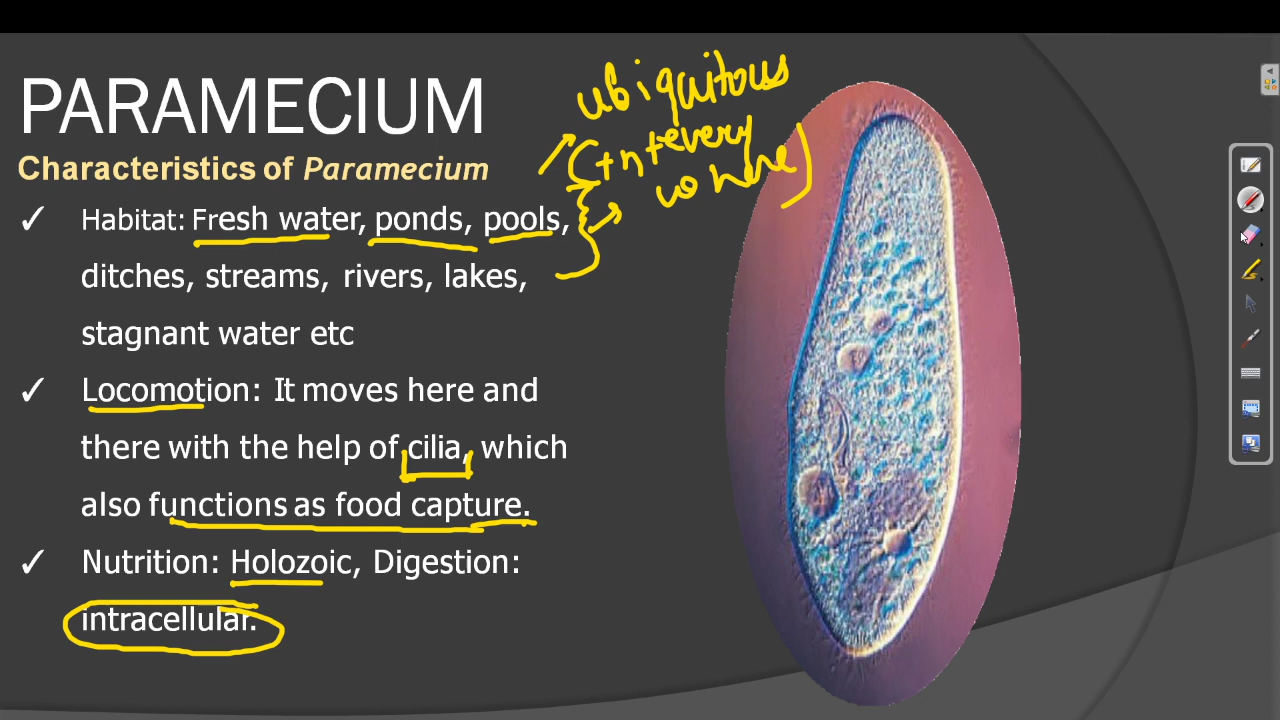 PARAMECIUM
Characteristics of Paramecium
✓ Habitat: Fresh water, ponds, pools,
ditches, streams, rivers, lakes,
stagnant water etc
✓ Locomotion: It moves here and
there with the help of cilia, which
also functions as food capture.
✓ Nutrition: Holozoic, Digestion:
intracellular.
ubiquitous
every
where